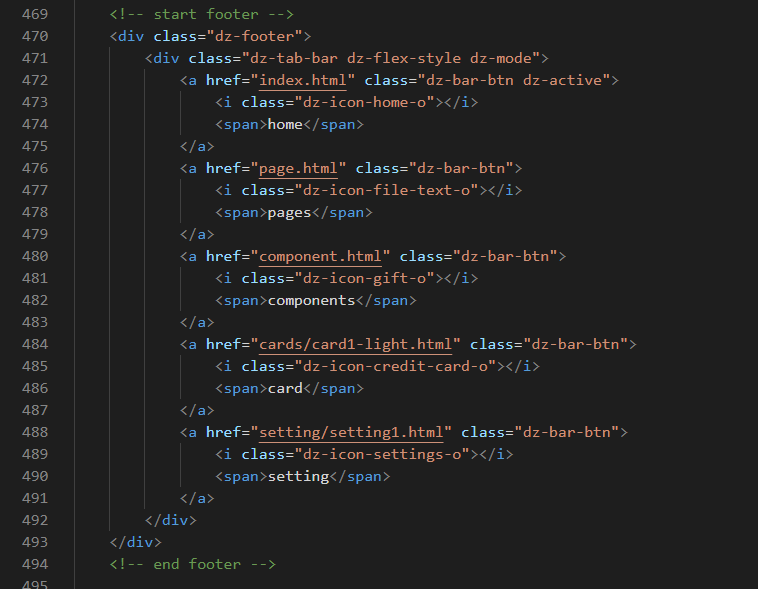 469 <!-- start footer -->
470 <div class="dz-footer">
471 <div class="dz-tab-bar dz-flex-style dz-mode">
472 <a href="index.html" class="dz-bar-btn dz-active">
473 <i class="dz-icon-home-o"></i>
474 <span>home</span>
475 </a>
476 <a href="page.html" class="dz-bar-btn">
477 <i class="dz-icon-file-text-o"></i>
478 <span>pages</span>
479 </a>
480 <a href="component.html" class="dz-bar-btn">
481 <i class="dz-icon-gift-o"></i>
482 <span>components</span>
483 </a>
484 <a href="cards/card1-light.html" class="dz-bar-btn">
485 <i class="dz-icon-credit-card-o"></i>
486 <span>card</span>
487 </a>
488 <a href="setting/setting1.html" class="dz-bar-btn">
489 <i class="dz-icon-settings-o"></i>
490 <span>setting</span>
491 </a>
492 </div>
493 </div>
494 <!-- end footer -->
495